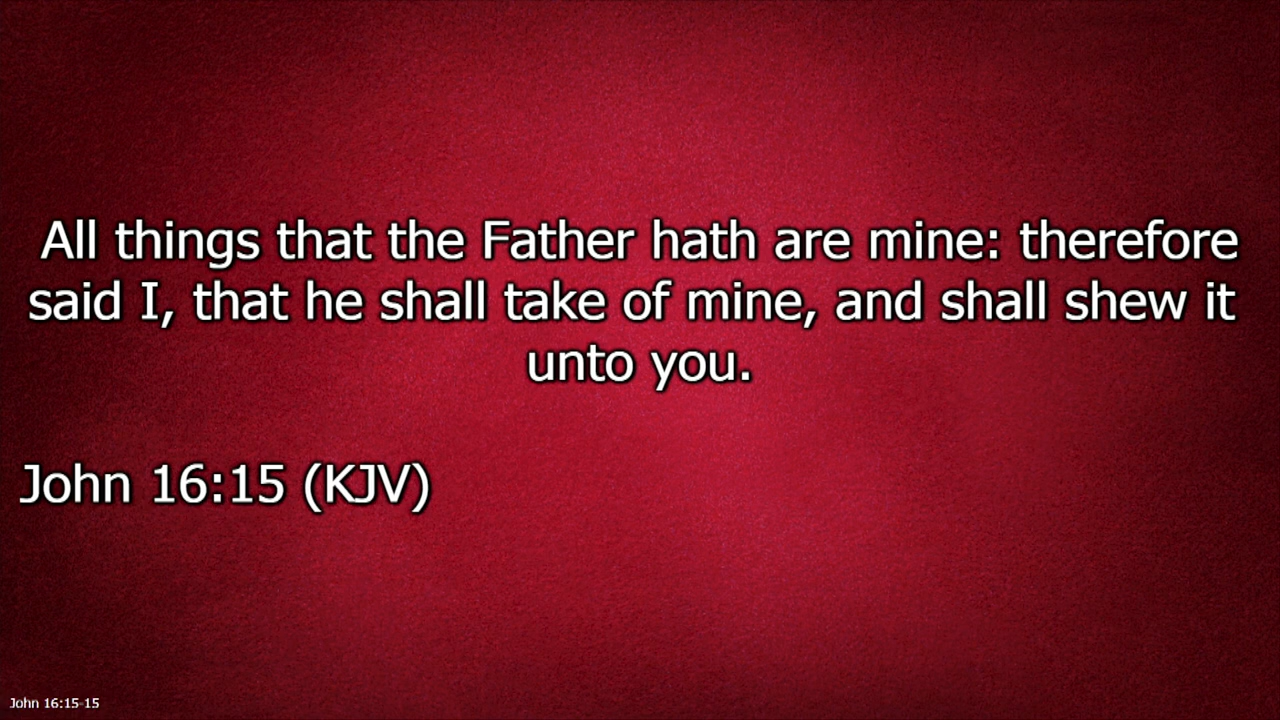 All things that the Father hath are mine: therefore
said I, that he shall take of mine, and shall shew it
unto you.
John 16:15 (KJV)
John 16:15-15